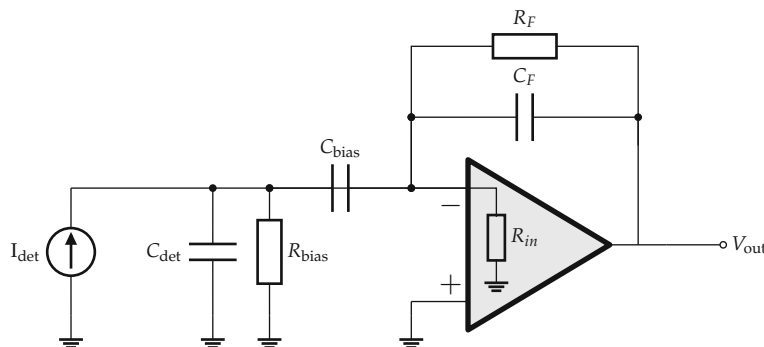 R_F
C_F
C_bias
I_det
C_det
R_bias
−
R_in
+
V_out